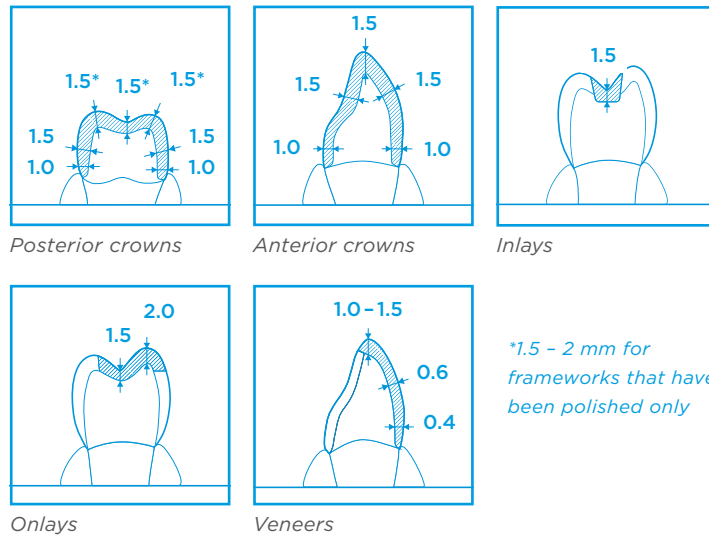 1.5* 1.5* 1.5*
1.5 1.5
1.0 1.0
Posterior crowns
1.5
1.5 1.5
1.0 1.0
Anterior crowns
1.5
Inlays
2.0
1.5
Onlays
1.0 – 1.5
0.6
0.4
Veneers
*1.5 – 2 mm for
frameworks that have
been polished only